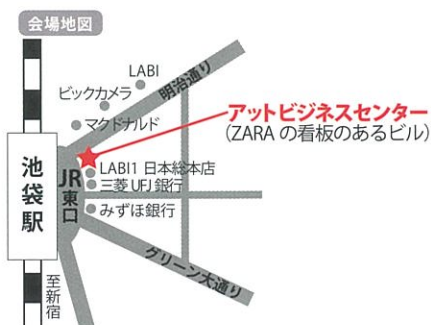 会場地図
LABI
明治通り
ビックカメラ
マクドナルド
アットビジネスセンター
(ZARAの看板のあるビル)
池袋駅
JR東口
LABI1 日本総本店
三菱UFJ銀行
みずほ銀行
グリーン大通り
至新宿